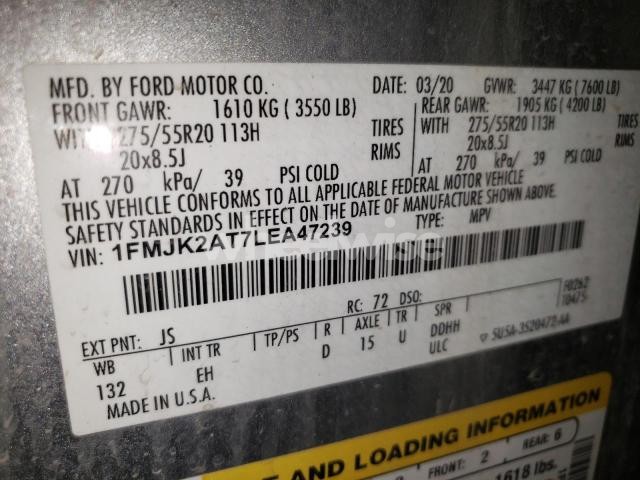 MFD. BY FORD MOTOR CO.
DATE: 03/20 GVWR: 3447 KG (7600 LB)
FRONT GAWR: 1610 KG (3550 LB)
REAR GAWR: 1905 KG (4200 LB)
WITH 275/55R20 113H TIRES
WITH 275/55R20 113H TIRES
20x8.5J RIMS
20x8.5J RIMS
AT 270 kPa/ 39 PSI COLD
AT 270 kPa/ 39 PSI COLD
THIS VEHICLE CONFORMS TO ALL APPLICABLE FEDERAL MOTOR VEHICLE
SAFETY STANDARDS IN EFFECT ON THE DATE OF MANUFACTURE SHOWN ABOVE.
VIN: 1FMJK2AT7LEA47239
TYPE: MPV
F0262
10475
RC: 72 DSO:
EXT PNT: JS
WB INT TR TP/PS R AXLE TR SPR
132 EH D 15 U DDHH
ULC
5U5A-3520472-AA
MADE IN U.S.A.
AND LOADING INFORMATION
FRONT: 2 REAR: 6
1618 lbs.